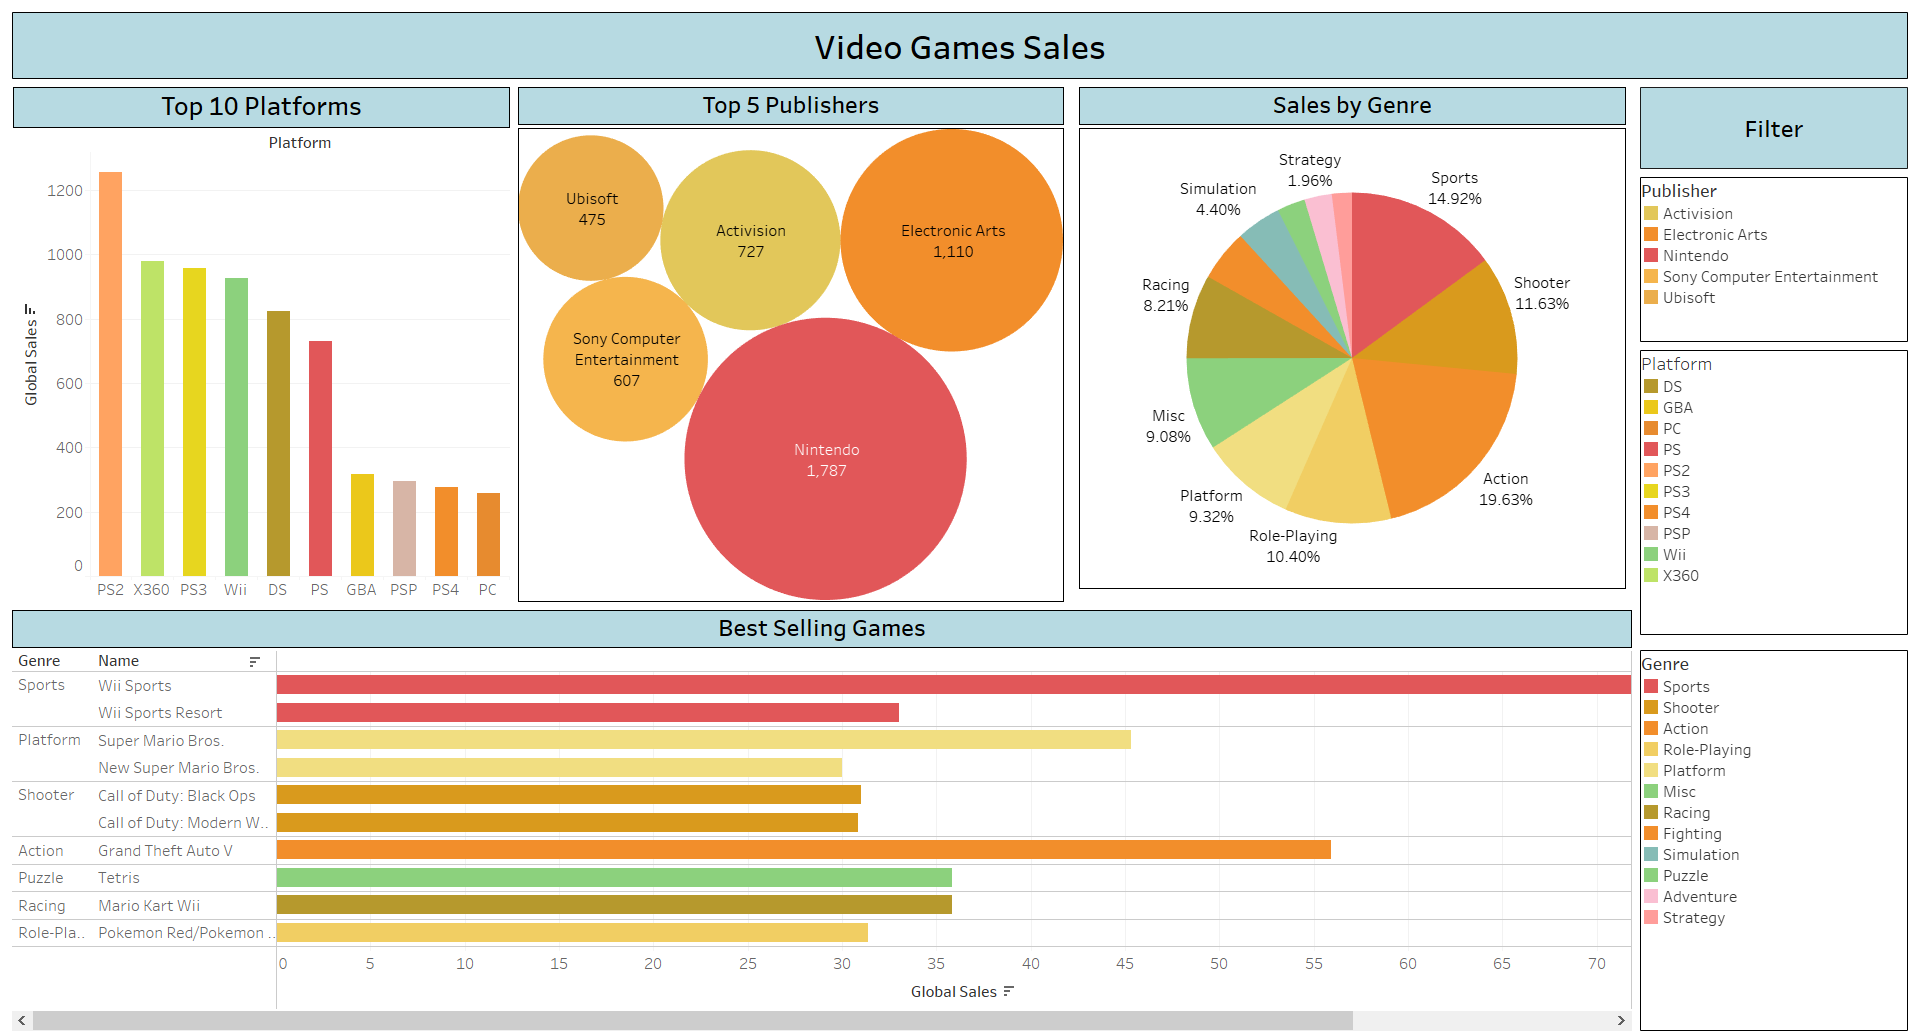 Video Games Sales
Top 10 Platforms
Platform
Global Sales
1200
1000
800
600
400
200
0
PS2 X360 PS3 Wii DS PS GBA PSP PS4 PC
Top 5 Publishers
Ubisoft
475
Activision
727
Electronic Arts
1,110
Sony Computer
Entertainment
607
Nintendo
1,787
Sales by Genre
Strategy
1.96%
Sports
14.92%
Simulation
4.40%
Shooter
11.63%
Racing
8.21%
Misc
9.08%
Action
19.63%
Platform
9.32%
Role-Playing
10.40%
Filter
Publisher
Activision
Electronic Arts
Nintendo
Sony Computer Entertainment
Ubisoft
Platform
DS
GBA
PC
PS
PS2
PS3
PS4
PSP
Wii
X360
Genre
Sports
Shooter
Action
Role-Playing
Platform
Misc
Racing
Fighting
Simulation
Puzzle
Adventure
Strategy
Best Selling Games
Genre Name
Sports Wii Sports
Wii Sports Resort
Platform Super Mario Bros.
New Super Mario Bros.
Shooter Call of Duty: Black Ops
Call of Duty: Modern W..
Action Grand Theft Auto V
Puzzle Tetris
Racing Mario Kart Wii
Role-Pla.. Pokemon Red/Pokemon ..
0 5 10 15 20 25 30 35 40 45 50 55 60 65 70
Global Sales